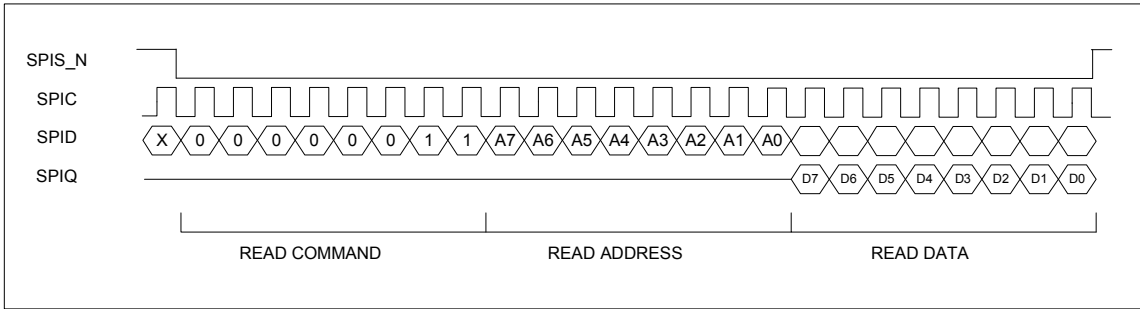 SPIS_N
SPIC
SPID X 0 0 0 0 0 0 1 1 A7 A6 A5 A4 A3 A2 A1 A0
SPIQ D7 D6 D5 D4 D3 D2 D1 D0
READ COMMAND READ ADDRESS READ DATA